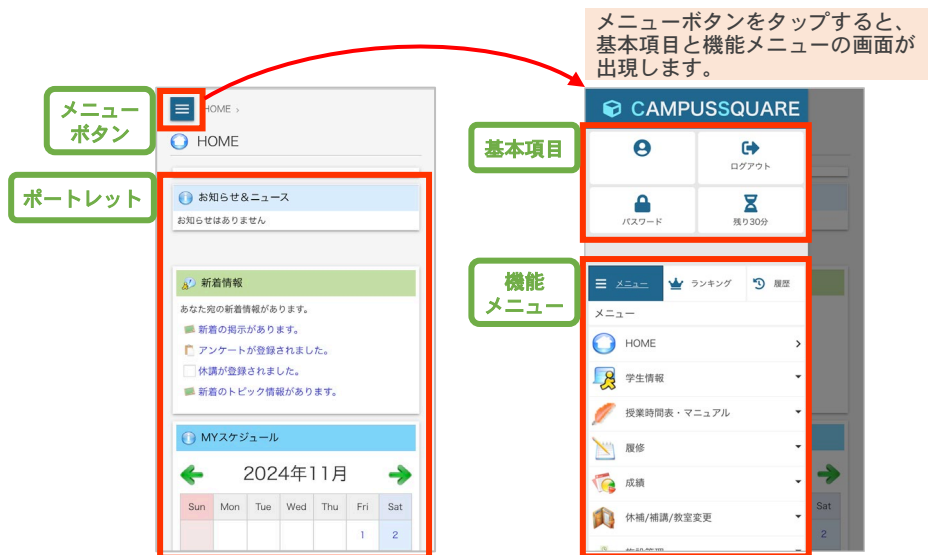 メニューボタンをタップすると、
基本項目と機能メニューの画面が
出現します。
メニュー
ボタン
HOME >
HOME
ポートレット
お知らせ＆ニュース
お知らせはありません
新着情報
あなた宛の新着情報があります。
新着の掲示があります。
アンケートが登録されました。
休講が登録されました。
新着のトピック情報があります。
MYスケジュール
2024年11月
Sun Mon Tue Wed Thu Fri Sat
1 2
CAMPUSSQUARE
基本項目
ログアウト
パスワード
残り30分
機能
メニュー
メニュー ランキング 履歴
メニュー
HOME
学生情報
授業時間表・マニュアル
履修
成績
休補/補講/教室変更
Sat
2